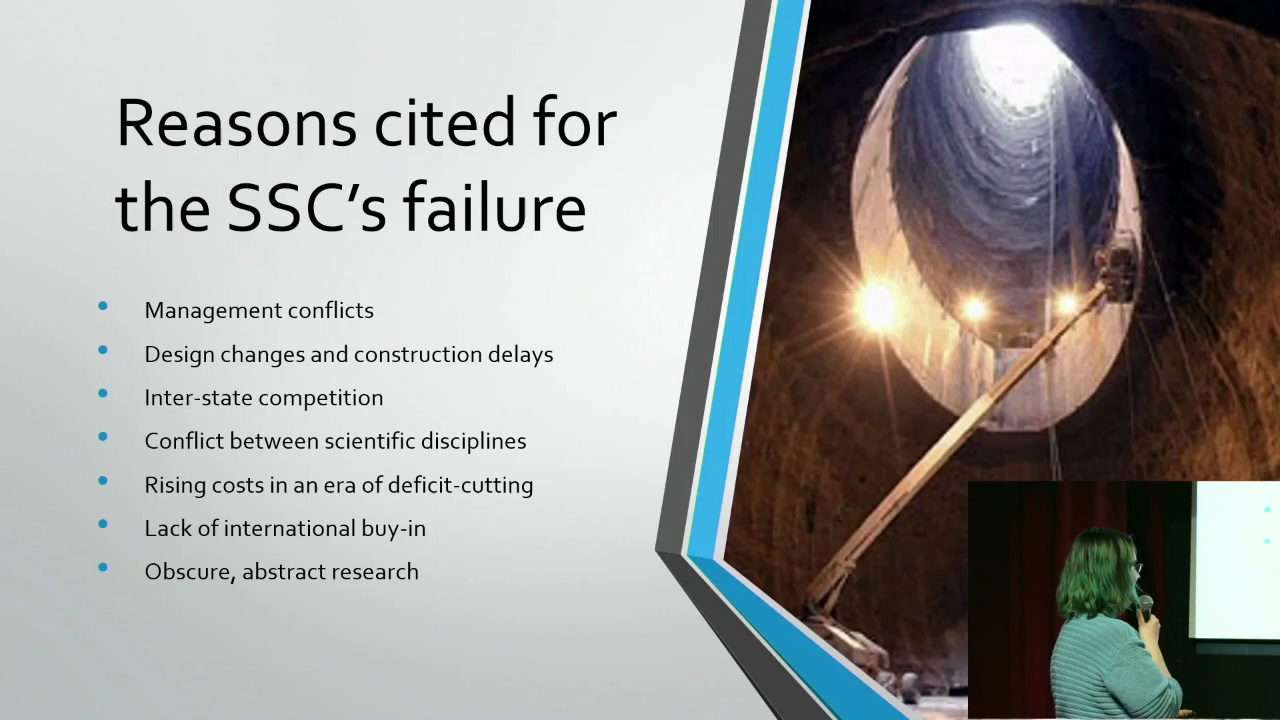 Reasons cited for
the SSC’s failure
• Management conflicts
• Design changes and construction delays
• Inter-state competition
• Conflict between scientific disciplines
• Rising costs in an era of deficit-cutting
• Lack of international buy-in
• Obscure, abstract research